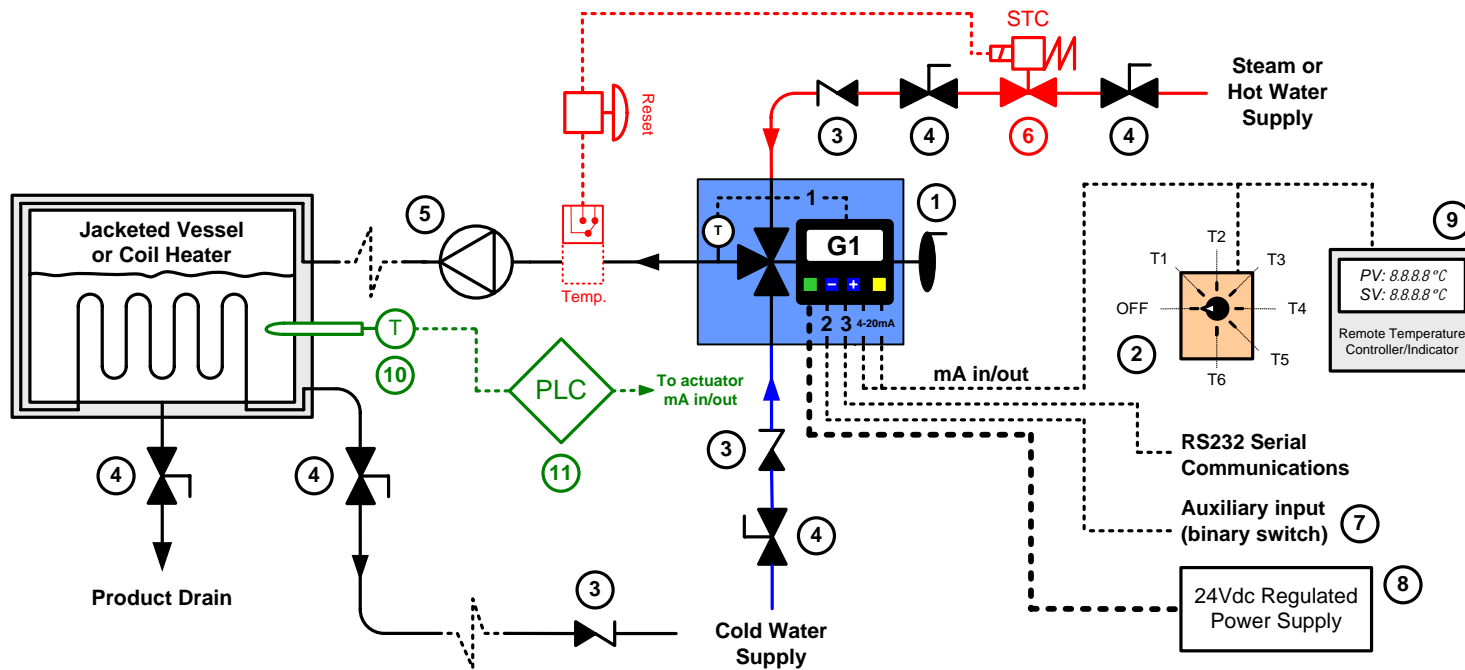 STC
Steam or
Hot Water
Supply
Reset
3
4
6
4
1
1
5
Jacketed Vessel
or Coil Heater
T
G1
9
T2
T1
T3
PV: 8.8.8.8°C
SV: 8.8.8.8°C
Temp.
OFF
T4
− +
2 3 4-20mA
Remote Temperature
Controller/Indicator
T
2
T5
T6
10
PLC
To actuator
mA in/out
mA in/out
3
RS232 Serial
Communications
4
4
11
Auxiliary input
(binary switch)
7
4
8
Product Drain
3
24Vdc Regulated
Power Supply
Cold Water
Supply